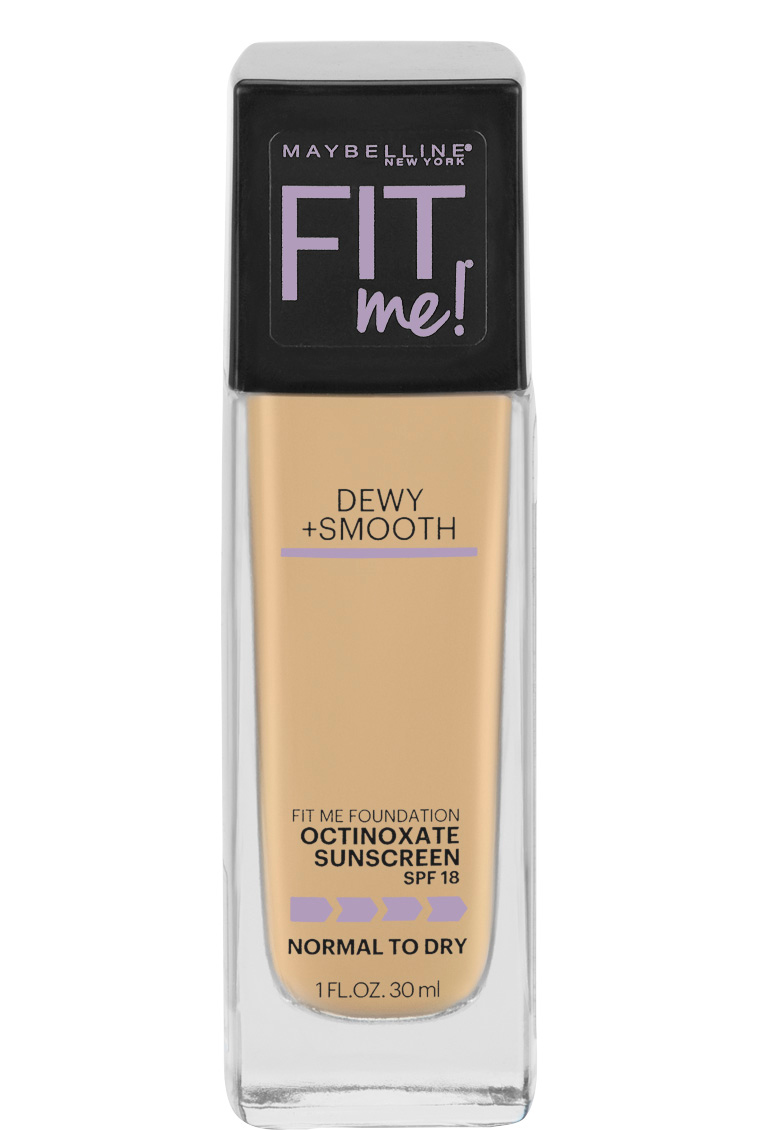 MAYBELLINE®
NEW YORK
FIT
me!
DEWY
+SMOOTH
FIT ME FOUNDATION
OCTINOXATE
SUNSCREEN
SPF 18
NORMAL TO DRY
1 FL.OZ. 30 ml